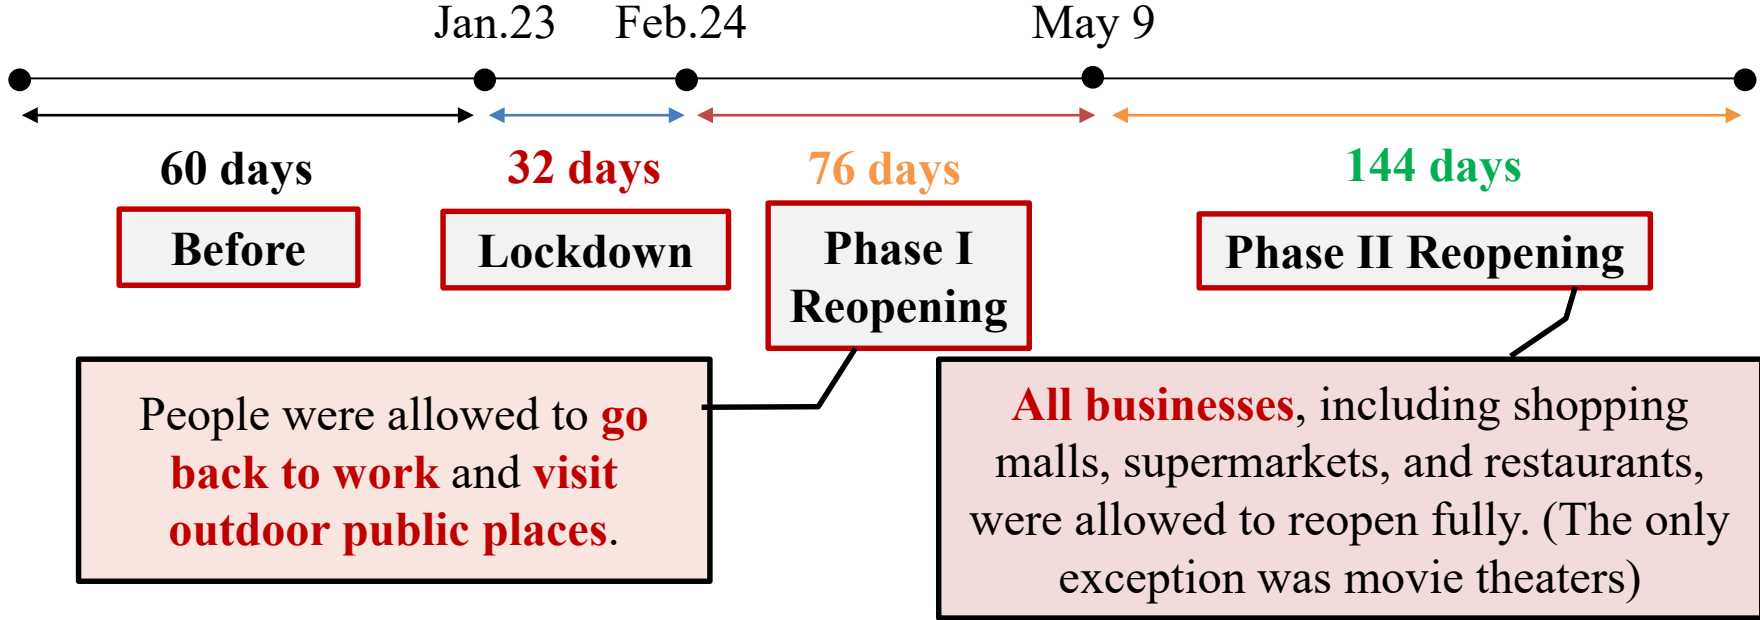 Jan.23
Feb.24
May 9
60 days
32 days
76 days
144 days
Before
Lockdown
Phase I
Reopening
Phase II Reopening
People were allowed to go
back to work and visit
outdoor public places.
All businesses, including shopping
malls, supermarkets, and restaurants,
were allowed to reopen fully. (The only
exception was movie theaters)